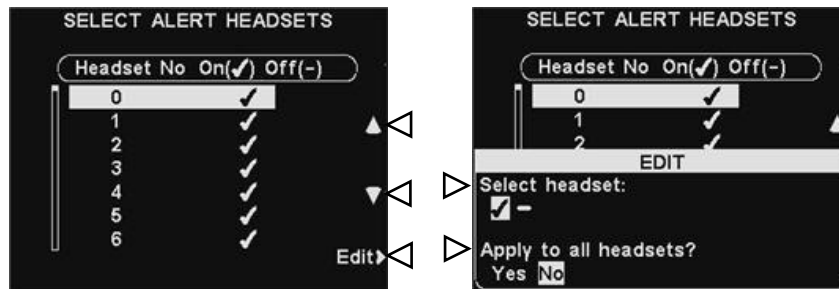 SELECT ALERT HEADSETS
Headset No On(✓) Off(-)
0 ✓
1 ✓
2 ✓
3 ✓
4 ✓
5 ✓
6 ✓
Edit
SELECT ALERT HEADSETS
Headset No On(✓) Off(-)
0 ✓
1 ✓
2 ✓
EDIT
Select headset:
✓ -
Apply to all headsets?
Yes No